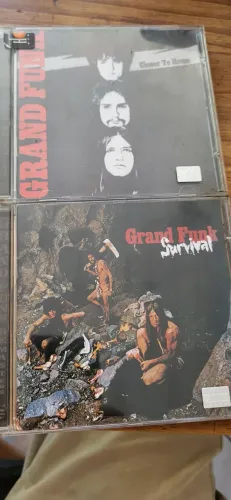 GRAND FUNK
Closer To Home
Grand Funk
Survival